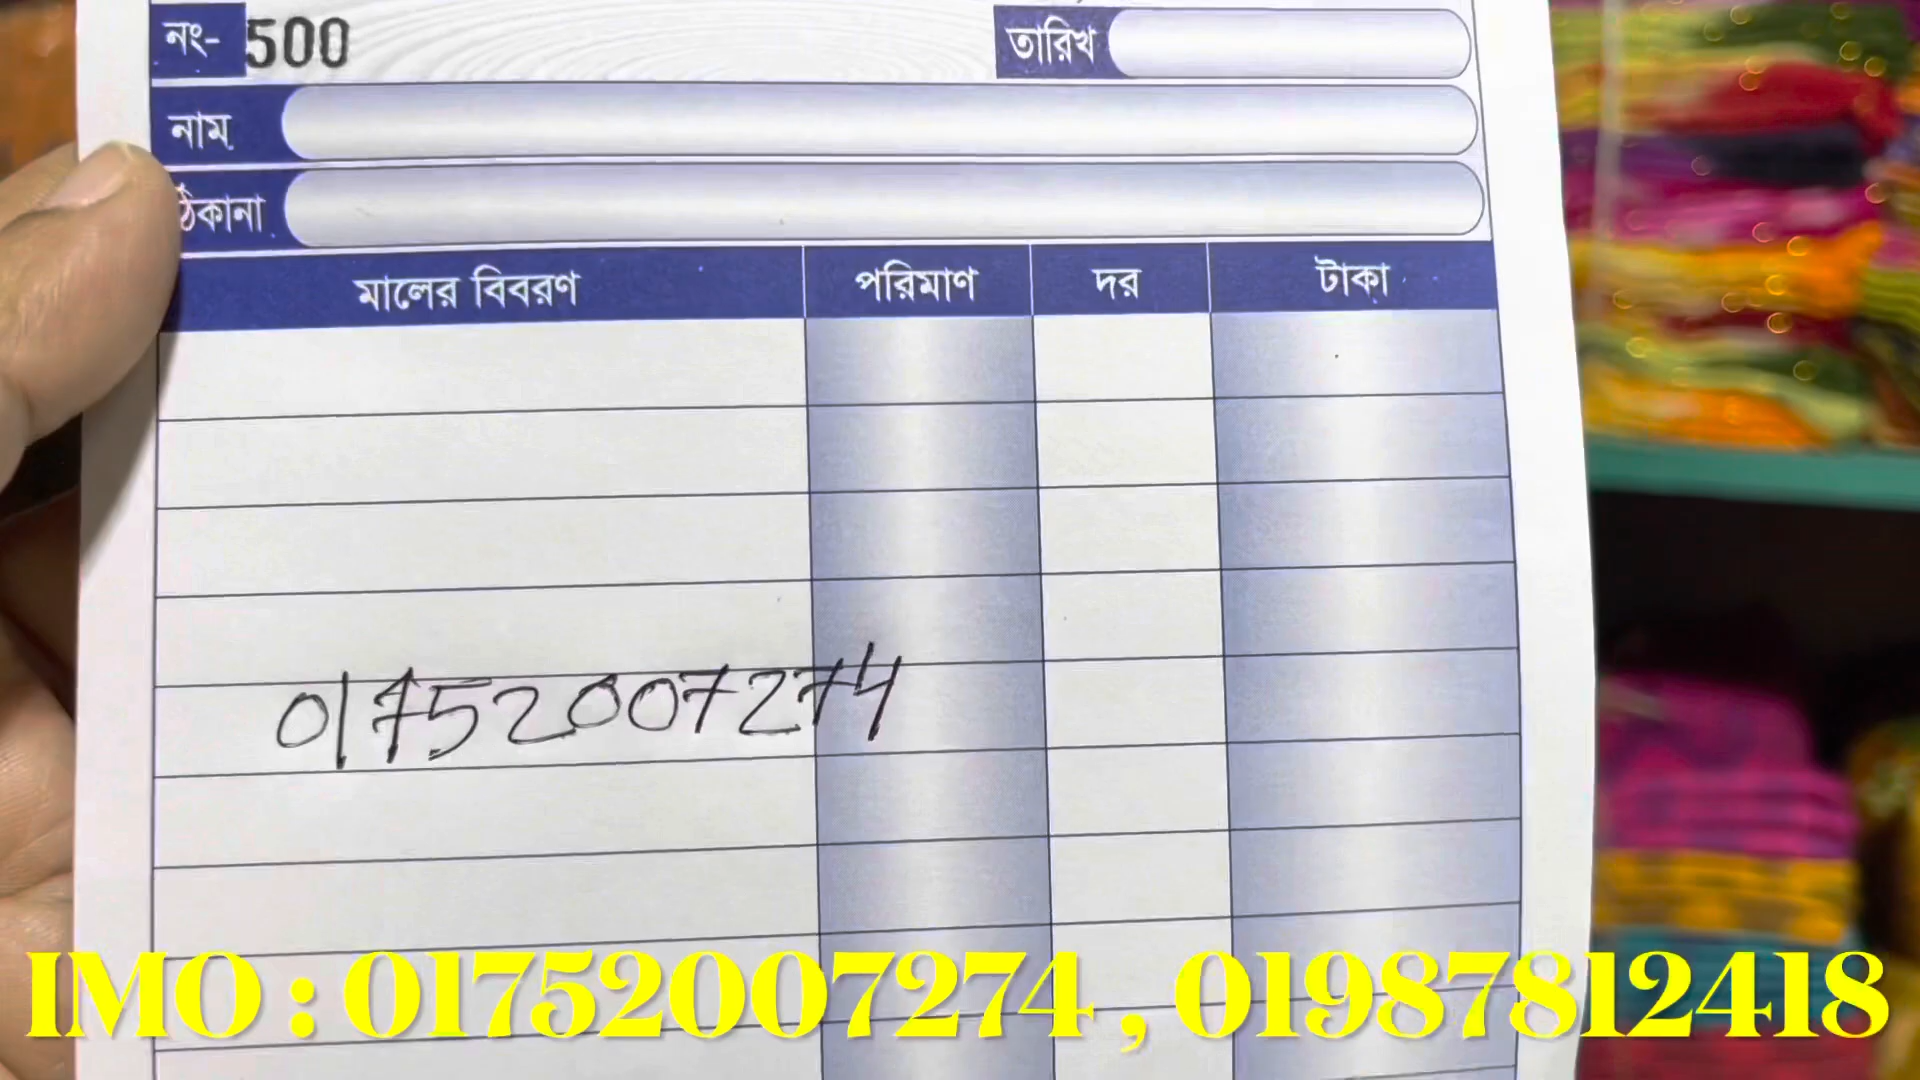 নং- 500 তারিখ
নাম
ঠিকানা
মালের বিবরণ পরিমাণ দর টাকা
01752007274
IMO : 01752007274 , 01987812418